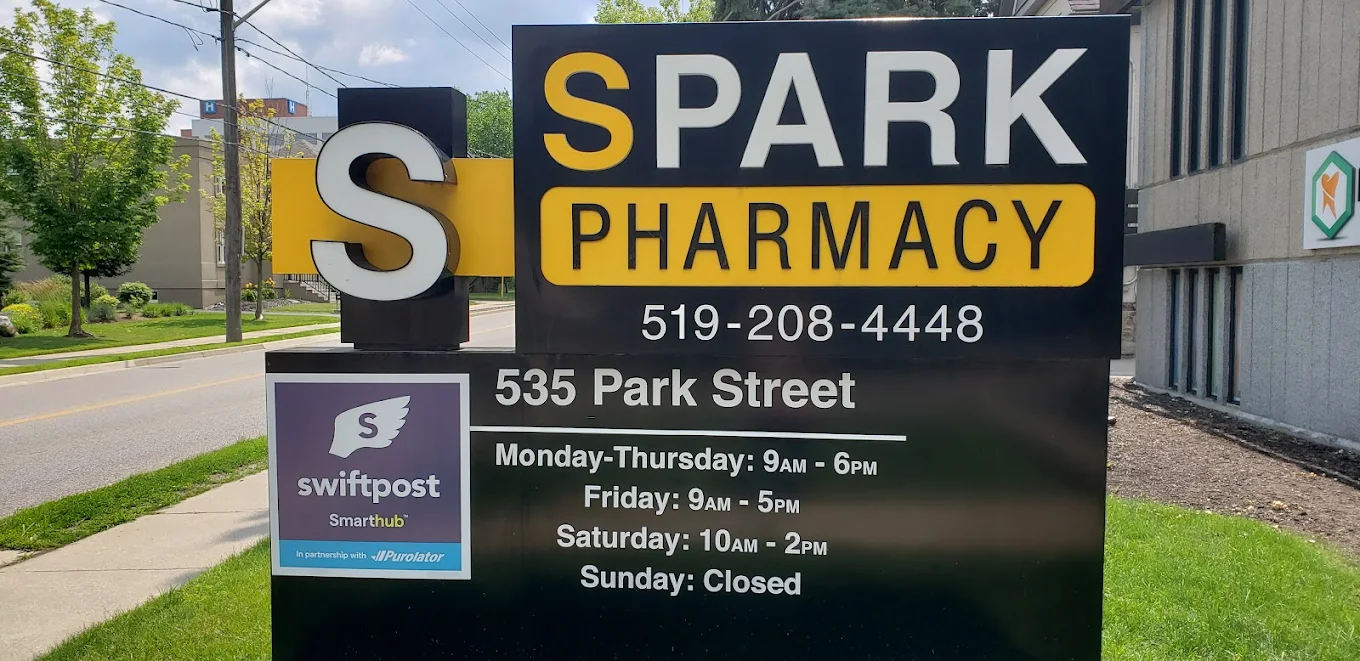 H H
S
SPARK
PHARMACY
519-208-4448
535 Park Street
Monday-Thursday: 9AM - 6PM
Friday: 9AM - 5PM
Saturday: 10AM - 2PM
Sunday: Closed
S
swiftpost
Smarthub™
In partnership with Purolator